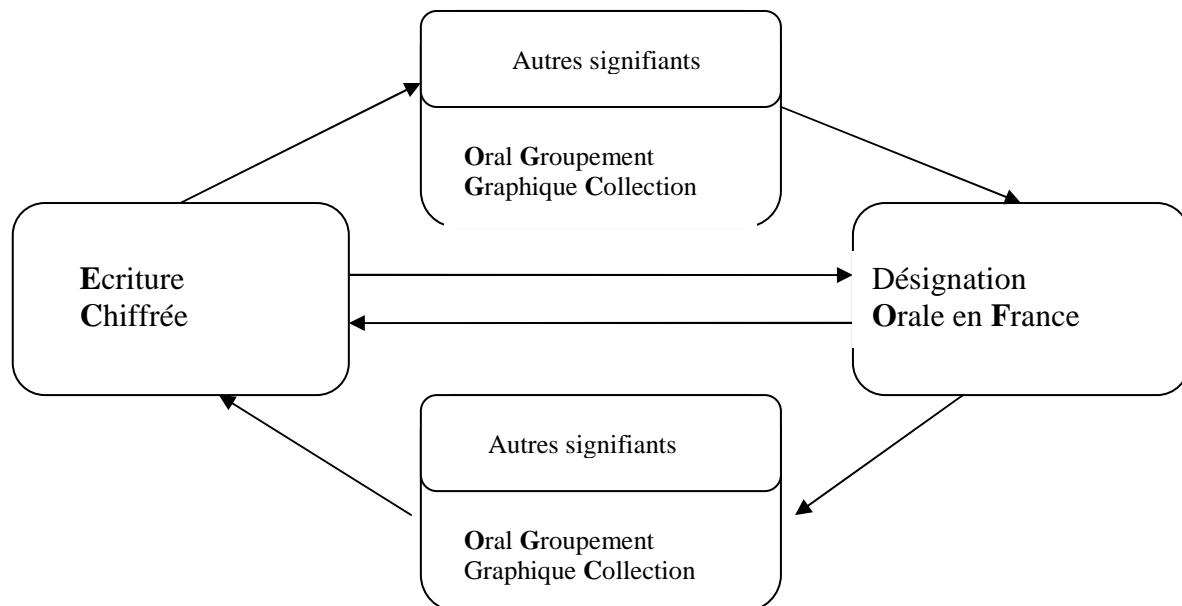 Autres signifiants
Oral Groupement
Graphique Collection
Ecriture
Chiffrée
Désignation
Orale en France
Autres signifiants
Oral Groupement
Graphique Collection